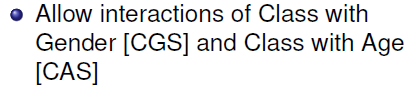 Allow interactions of Class with
Gender [CGS] and Class with Age
[CAS]